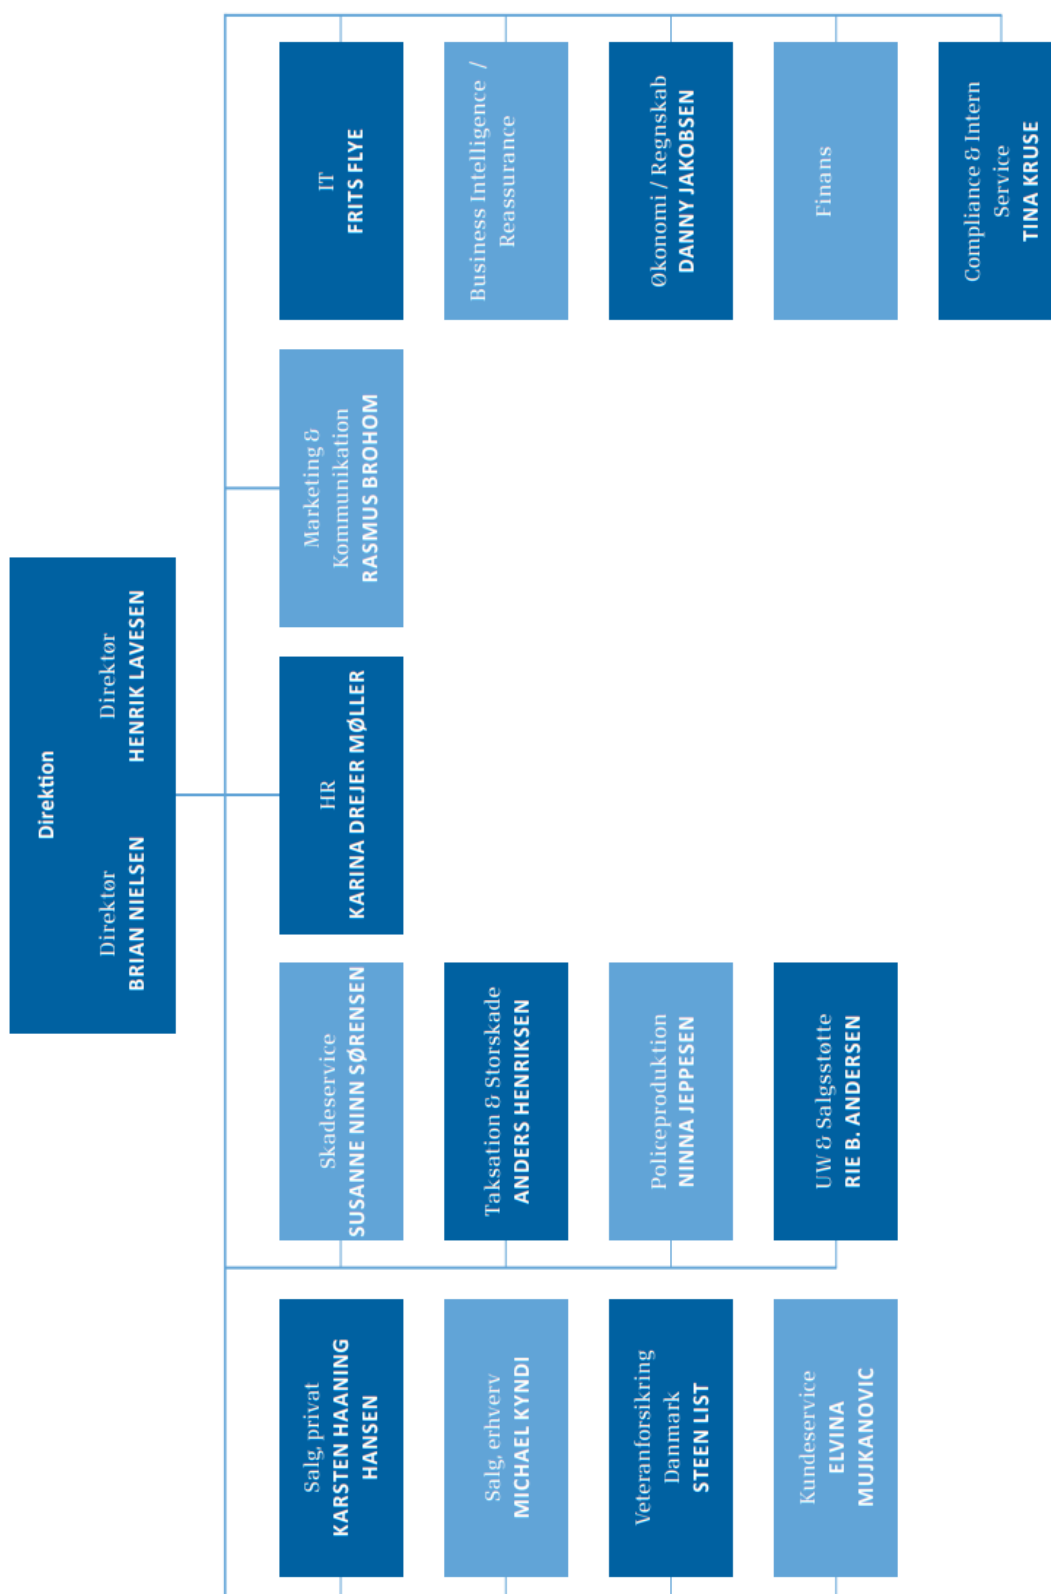 Direktion
Direktør
BRIAN NIELSEN
Direktør
HENRIK LAVESEN
Salg, privat
KARSTEN HAANING
HANSEN
Salg, erhverv
MICHAEL KYNDI
Veteranforsikring
Danmark
STEEN LIST
Kundeservice
ELVINA
MUJKANOVIC
Skadeservice
SUSANNE NINN SØRENSEN
Taksation & Storskade
ANDERS HENRIKSEN
Policeproduktion
NINNA JEPPESEN
UW & Salgsstøtte
RIE B. ANDERSEN
HR
KARINA DREJER MØLLER
Marketing &
Kommunikation
RASMUS BROHOM
IT
FRITS FLYE
Business Intelligence /
Reassurance
Økonomi / Regnskab
DANNY JAKOBSEN
Finans
Compliance & Intern
Service
TINA KRUSE